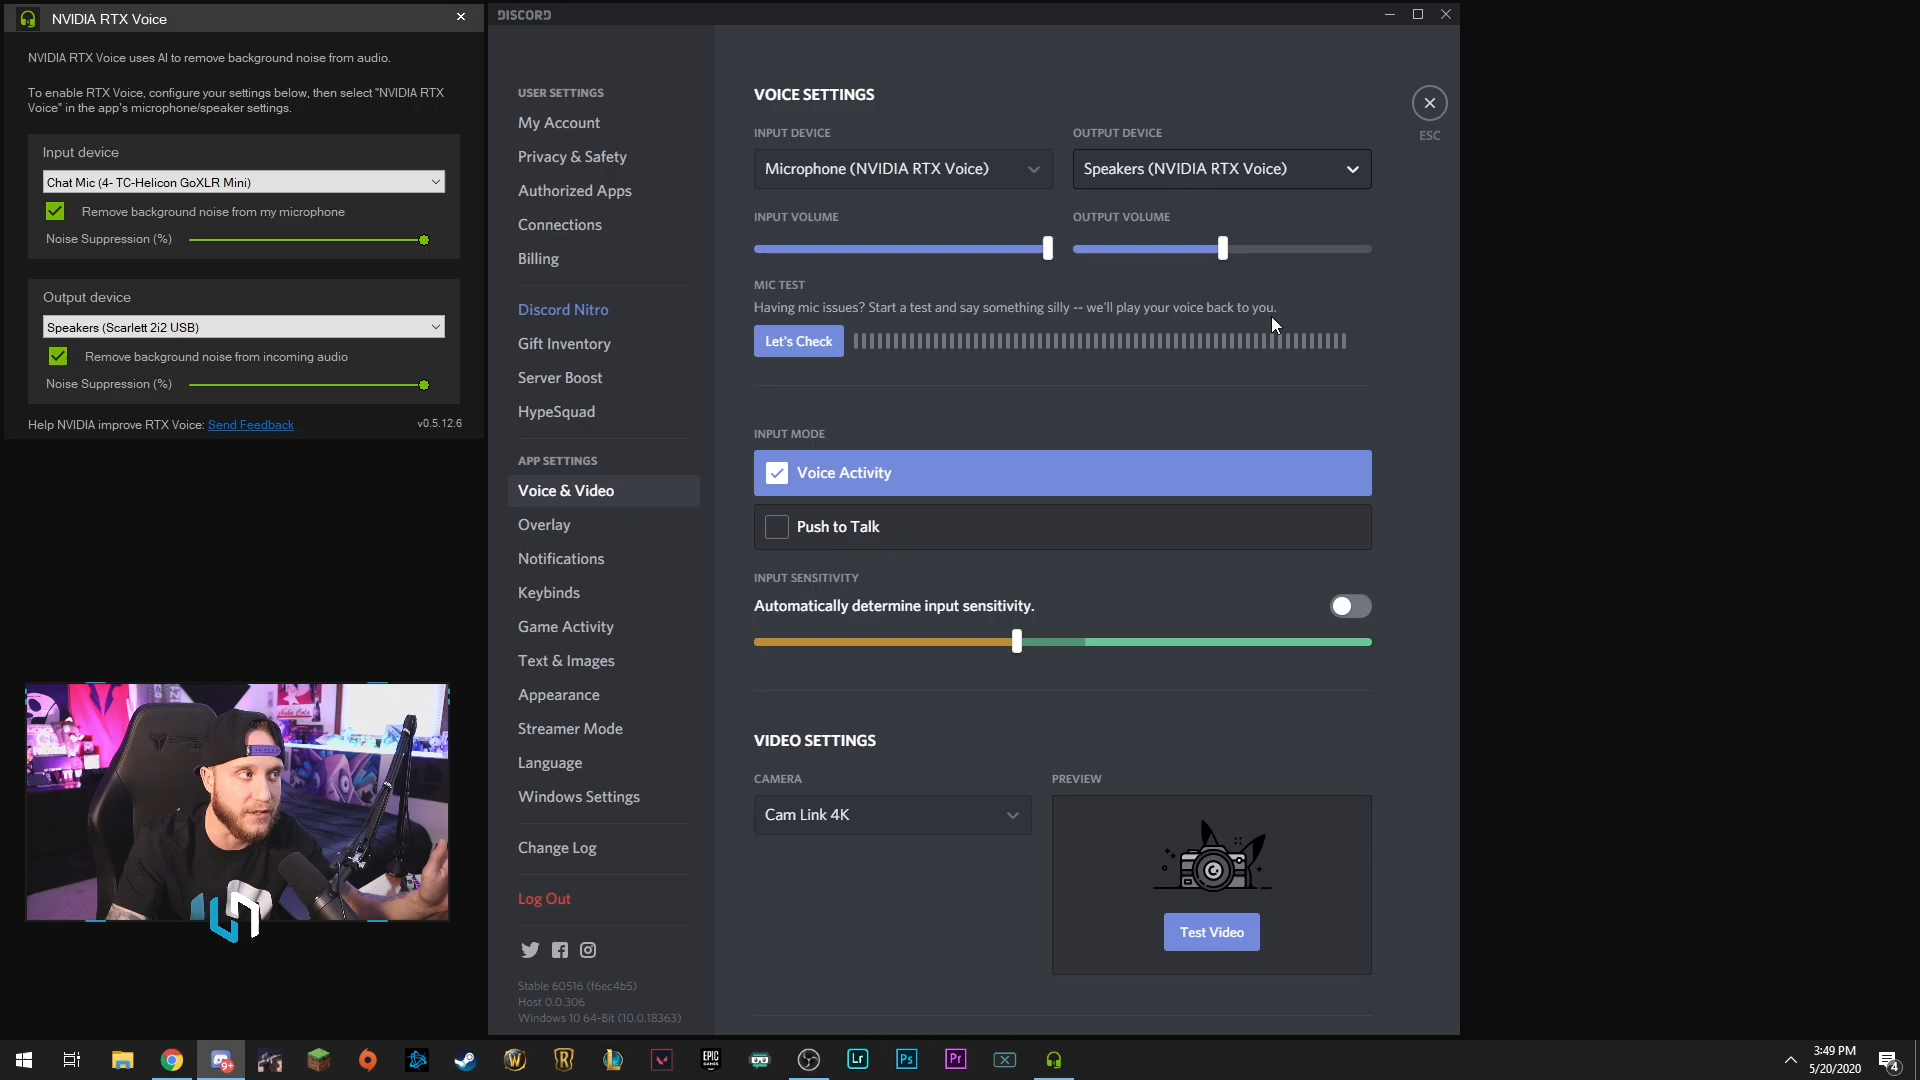 NVIDIA RTX Voice
NVIDIA RTX Voice uses AI to remove background noise from audio.
To enable RTX Voice, configure your settings below, then select "NVIDIA RTX
Voice" in the app's microphone/speaker settings.
Input device
Chat Mic (4- TC-Helicon GoXLR Mini)
Remove background noise from my microphone
Noise Suppression (%)
Output device
Speakers (Scarlett 2i2 USB)
Remove background noise from incoming audio
Noise Suppression (%)
Help NVIDIA improve RTX Voice: Send Feedback
v0.5.12.6
DISCORD
USER SETTINGS
My Account
Privacy & Safety
Authorized Apps
Connections
Billing
Discord Nitro
Gift Inventory
Server Boost
HypeSquad
APP SETTINGS
Voice & Video
Overlay
Notifications
Keybinds
Game Activity
Text & Images
Appearance
Streamer Mode
Language
Windows Settings
Change Log
Log Out
Stable 60516 (f6ec4b5)
Host 0.0.306
Windows 10 64-Bit (10.0.18363)
VOICE SETTINGS
INPUT DEVICE
Microphone (NVIDIA RTX Voice)
OUTPUT DEVICE
Speakers (NVIDIA RTX Voice)
INPUT VOLUME
OUTPUT VOLUME
MIC TEST
Having mic issues? Start a test and say something silly -- we'll play your voice back to you.
Let's Check
INPUT MODE
Voice Activity
Push to Talk
INPUT SENSITIVITY
Automatically determine input sensitivity.
VIDEO SETTINGS
CAMERA
Cam Link 4K
PREVIEW
Test Video
ESC
9+
EPIC
GAMES
Lr
Ps
Pr
3:49 PM
5/20/2020
4